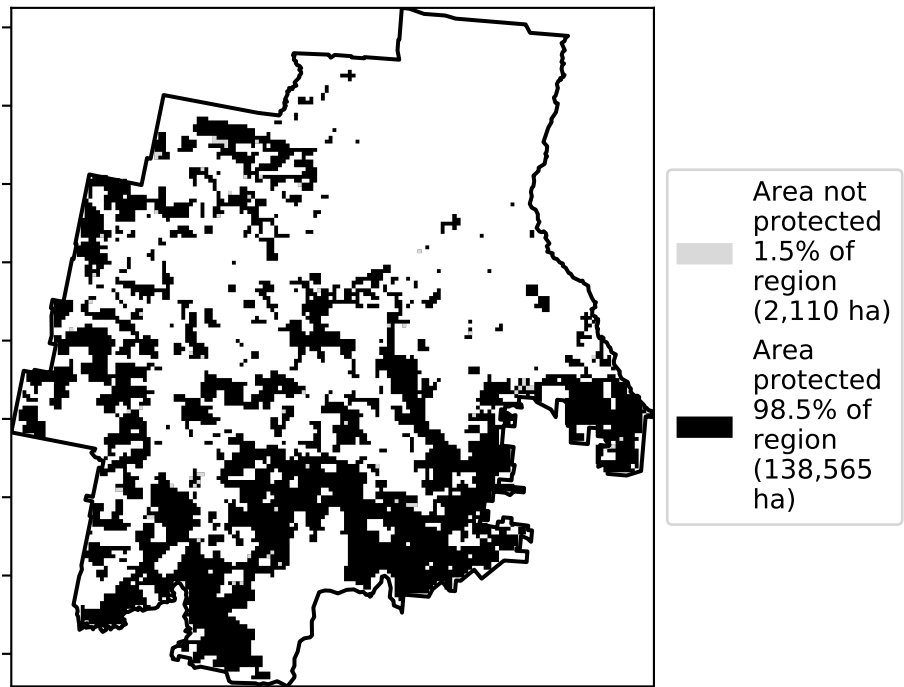 Area not
protected
1.5% of
region
(2,110 ha)
Area
protected
98.5% of
region
(138,565
ha)